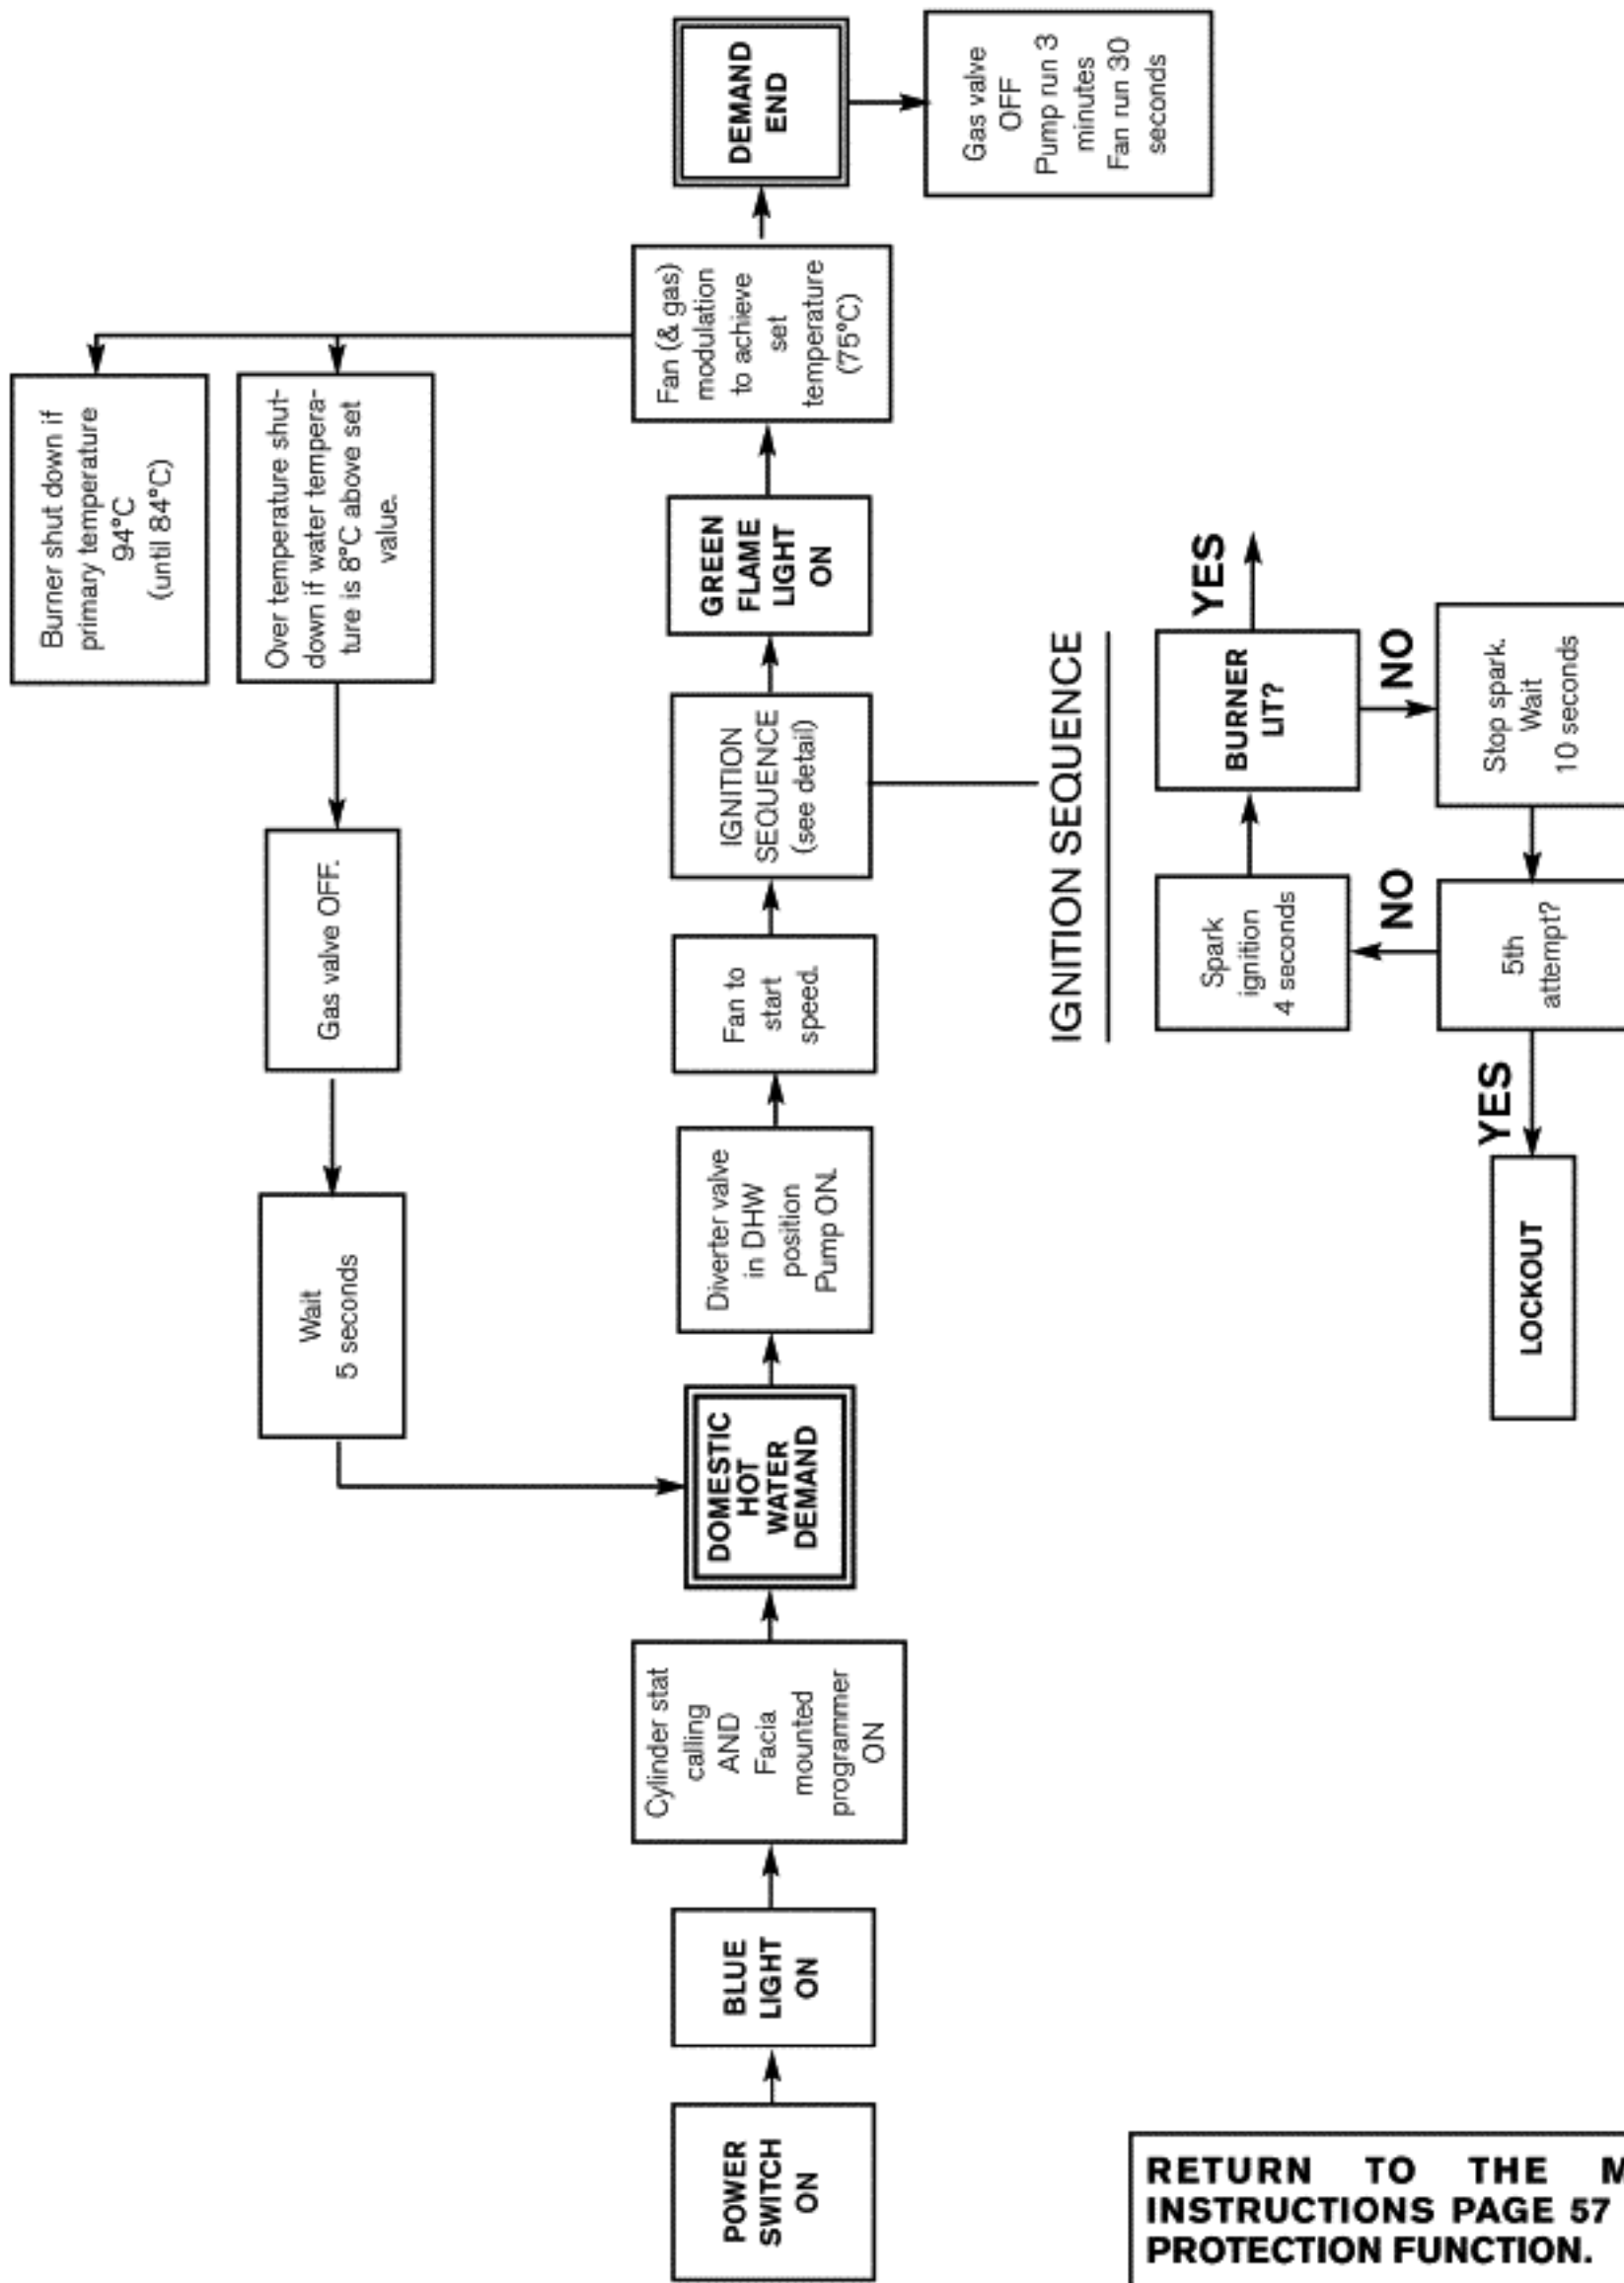 POWER
SWITCH
ON
BLUE
LIGHT
ON
Cylinder stat
calling
AND
Facia
mounted
programmer
ON
DOMESTIC
HOT
WATER
DEMAND
Diverter valve
in DHW
position
Pump ON.
Fan to
start
speed.
IGNITION
SEQUENCE
(see detail)
GREEN
FLAME
LIGHT
ON
Fan (& gas)
modulation
to achieve
set
temperature
(75°C)
DEMAND
END
Gas valve
OFF
Pump run 3
minutes
Fan run 30
seconds
Burner shut down if
primary temperature
94°C
(until 84°C)
Over temperature shut-
down if water tempera-
ture is 8°C above set
value.
Gas valve OFF.
Wait
5 seconds
IGNITION SEQUENCE
Spark
ignition
4 seconds
BURNER
LIT?
YES
NO
Stop spark.
Wait
10 seconds
5th
attempt?
NO
YES
LOCKOUT
RETURN TO THE
INSTRUCTIONS PAGE 57
PROTECTION FUNCTION.